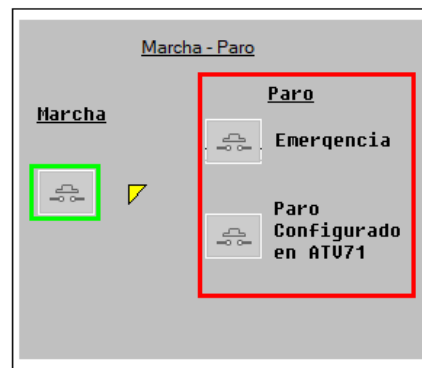 Marcha - Paro
Paro
Marcha
Emergencia
Paro
Configurado
en ATV71